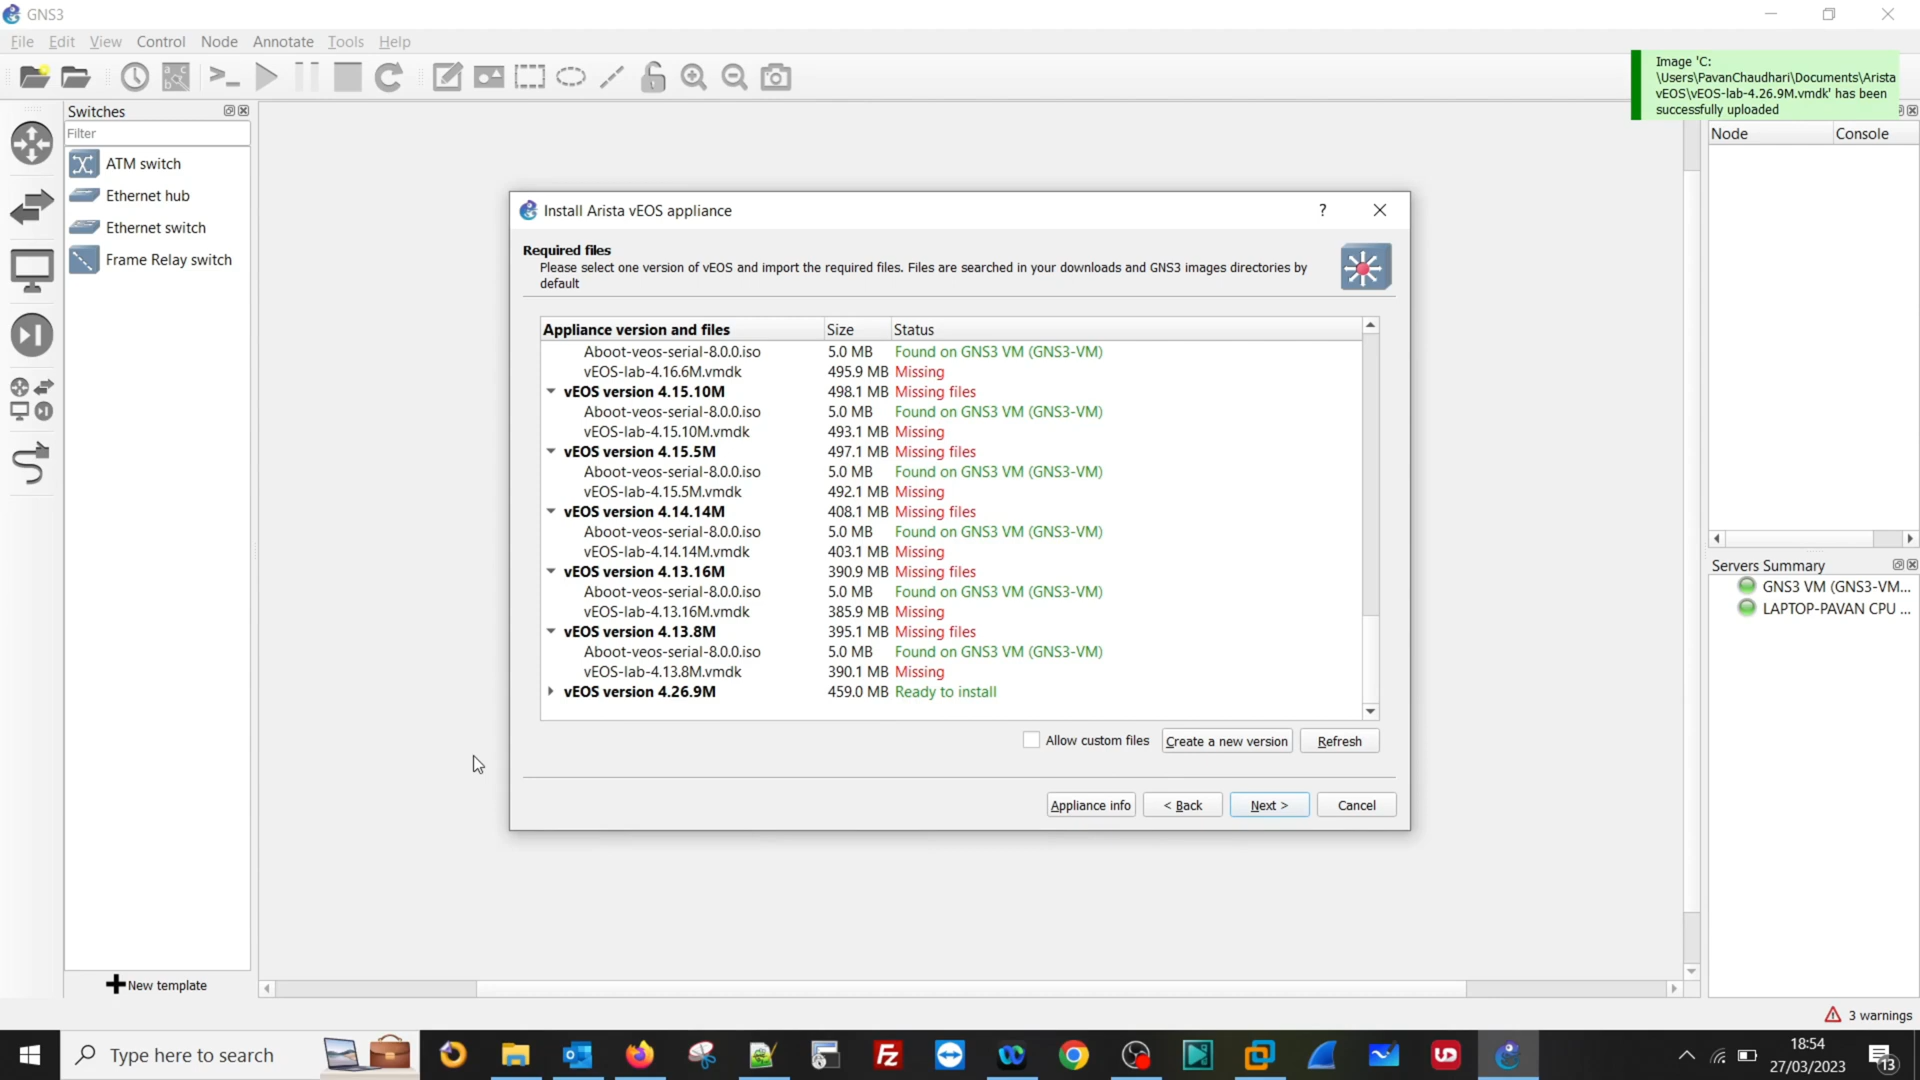 GNS3
File Edit View Control Node Annotate Tools Help
Image 'C:
\Users\PavanChaudhari\Documents\Arista
vEOS\vEOS-lab-4.26.9M.vmdk' has been
successfully uploaded
Switches
Filter
ATM switch
Ethernet hub
Ethernet switch
Frame Relay switch
New template
Install Arista vEOS appliance
?
Required files
Please select one version of vEOS and import the required files. Files are searched in your downloads and GNS3 images directories by
default
Appliance version and files Size Status
Aboot-veos-serial-8.0.0.iso 5.0 MB Found on GNS3 VM (GNS3-VM)
vEOS-lab-4.16.6M.vmdk 495.9 MB Missing
vEOS version 4.15.10M 498.1 MB Missing files
Aboot-veos-serial-8.0.0.iso 5.0 MB Found on GNS3 VM (GNS3-VM)
vEOS-lab-4.15.10M.vmdk 493.1 MB Missing
vEOS version 4.15.5M 497.1 MB Missing files
Aboot-veos-serial-8.0.0.iso 5.0 MB Found on GNS3 VM (GNS3-VM)
vEOS-lab-4.15.5M.vmdk 492.1 MB Missing
vEOS version 4.14.14M 408.1 MB Missing files
Aboot-veos-serial-8.0.0.iso 5.0 MB Found on GNS3 VM (GNS3-VM)
vEOS-lab-4.14.14M.vmdk 403.1 MB Missing
vEOS version 4.13.16M 390.9 MB Missing files
Aboot-veos-serial-8.0.0.iso 5.0 MB Found on GNS3 VM (GNS3-VM)
vEOS-lab-4.13.16M.vmdk 385.9 MB Missing
vEOS version 4.13.8M 395.1 MB Missing files
Aboot-veos-serial-8.0.0.iso 5.0 MB Found on GNS3 VM (GNS3-VM)
vEOS-lab-4.13.8M.vmdk 390.1 MB Missing
vEOS version 4.26.9M 459.0 MB Ready to install
Allow custom files Create a new version Refresh
Appliance info < Back Next > Cancel
Node Console
Servers Summary
GNS3 VM (GNS3-VM...
LAPTOP-PAVAN CPU ...
3 warnings
Type here to search
18:54
27/03/2023
13